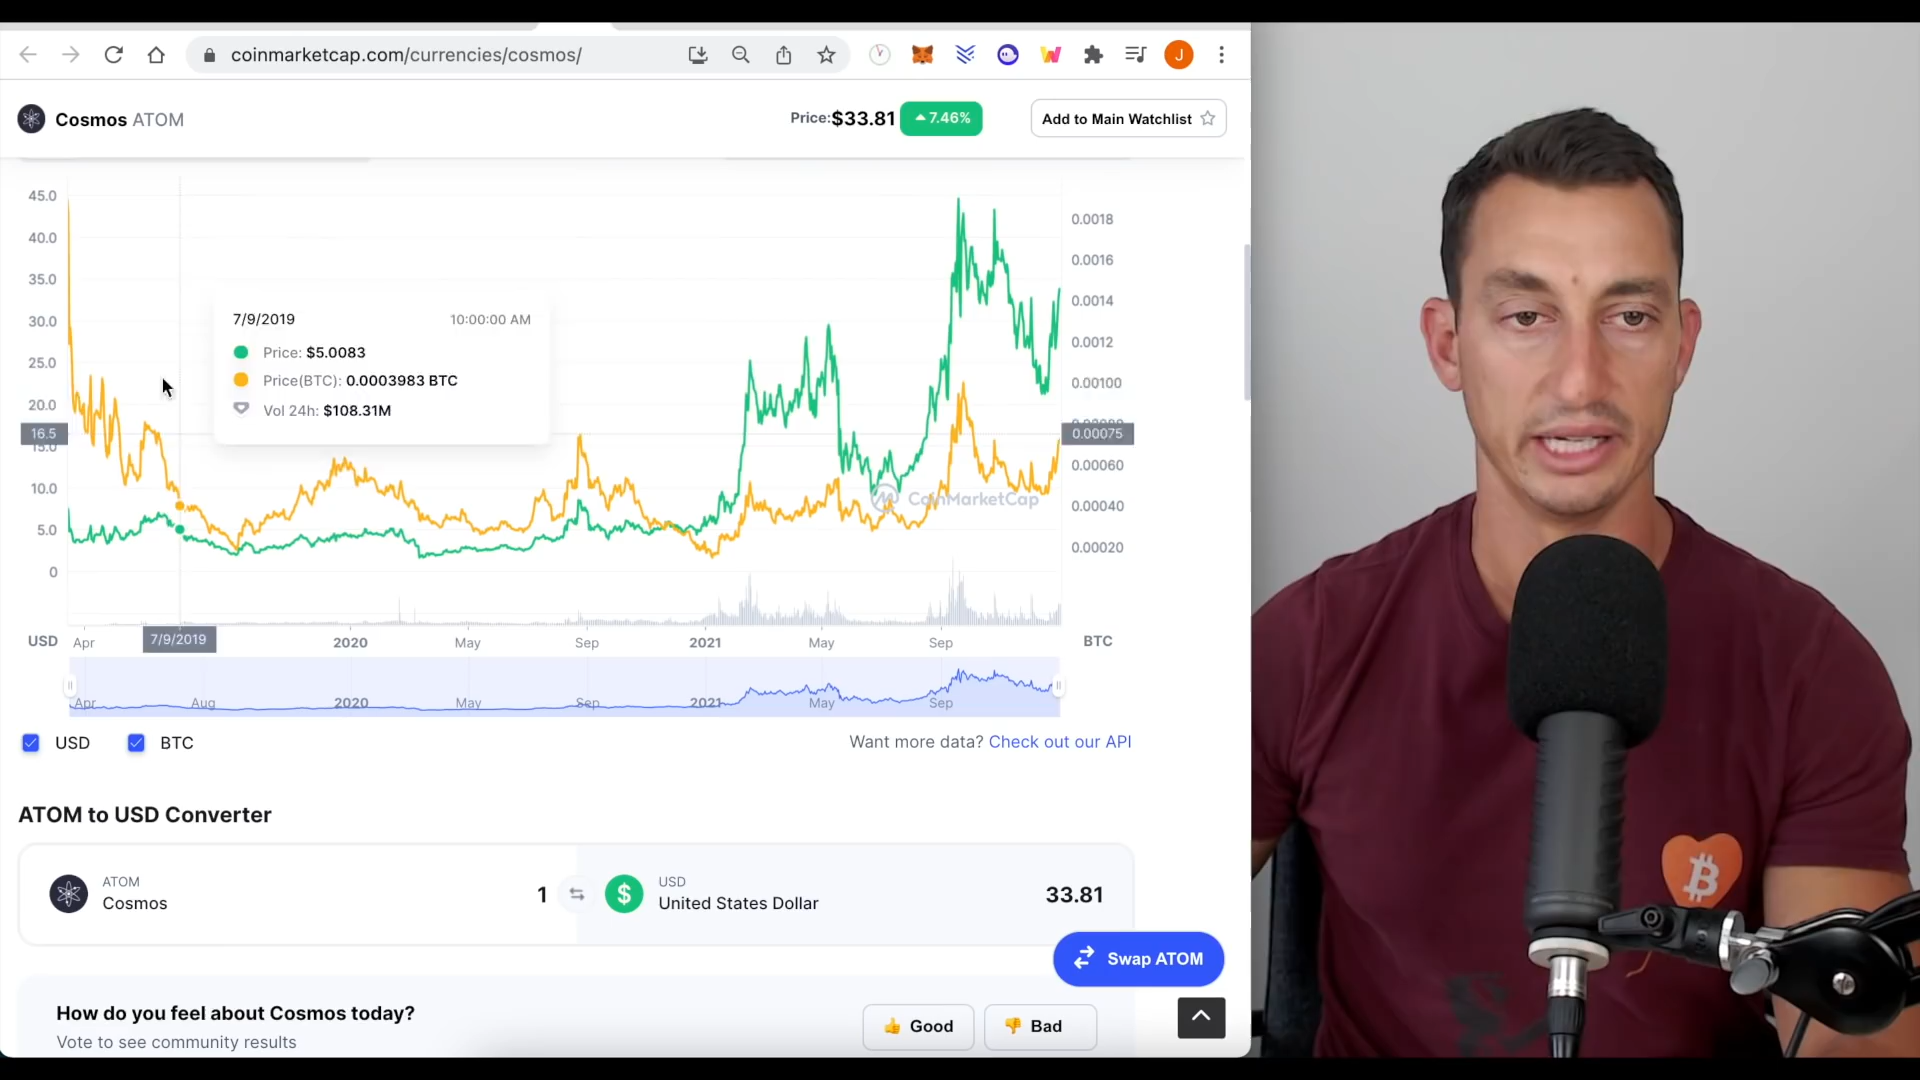 coinmarketcap.com/currencies/cosmos/
J
Cosmos ATOM
Price:$33.81
7.46%
Add to Main Watchlist
45.0
40.0
35.0
30.0
25.0
20.0
16.5
15.0
10.0
5.0
0
0.0018
0.0016
0.0014
0.0012
0.00100
0.00075
0.00060
0.00040
0.00020
7/9/2019 10:00:00 AM
Price: $5.0083
Price(BTC): 0.0003983 BTC
Vol 24h: $108.31M
CoinMarketCap
USD Apr 7/9/2019 2020 May Sep 2021 May Sep BTC
Apr Aug 2020 May Sep 2021 May Sep
USD BTC
Want more data? Check out our API
ATOM to USD Converter
ATOM
Cosmos
1
USD
United States Dollar
33.81
Swap ATOM
How do you feel about Cosmos today?
Vote to see community results
Good
Bad